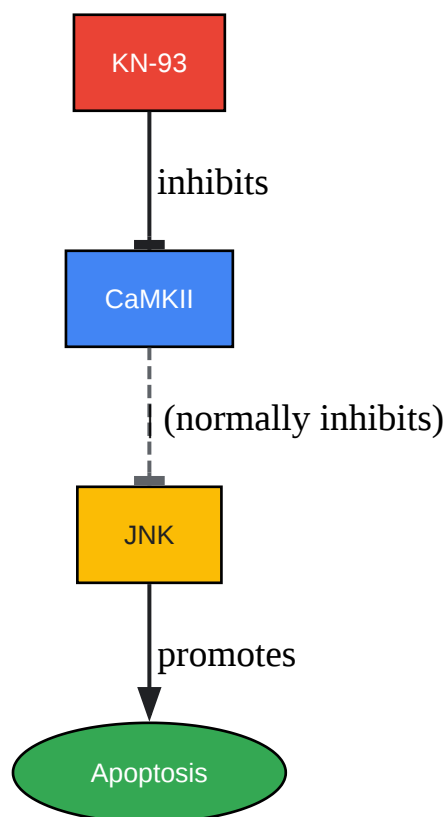 KN-93
inhibits
CaMKII
(normally inhibits)
JNK
promotes
Apoptosis